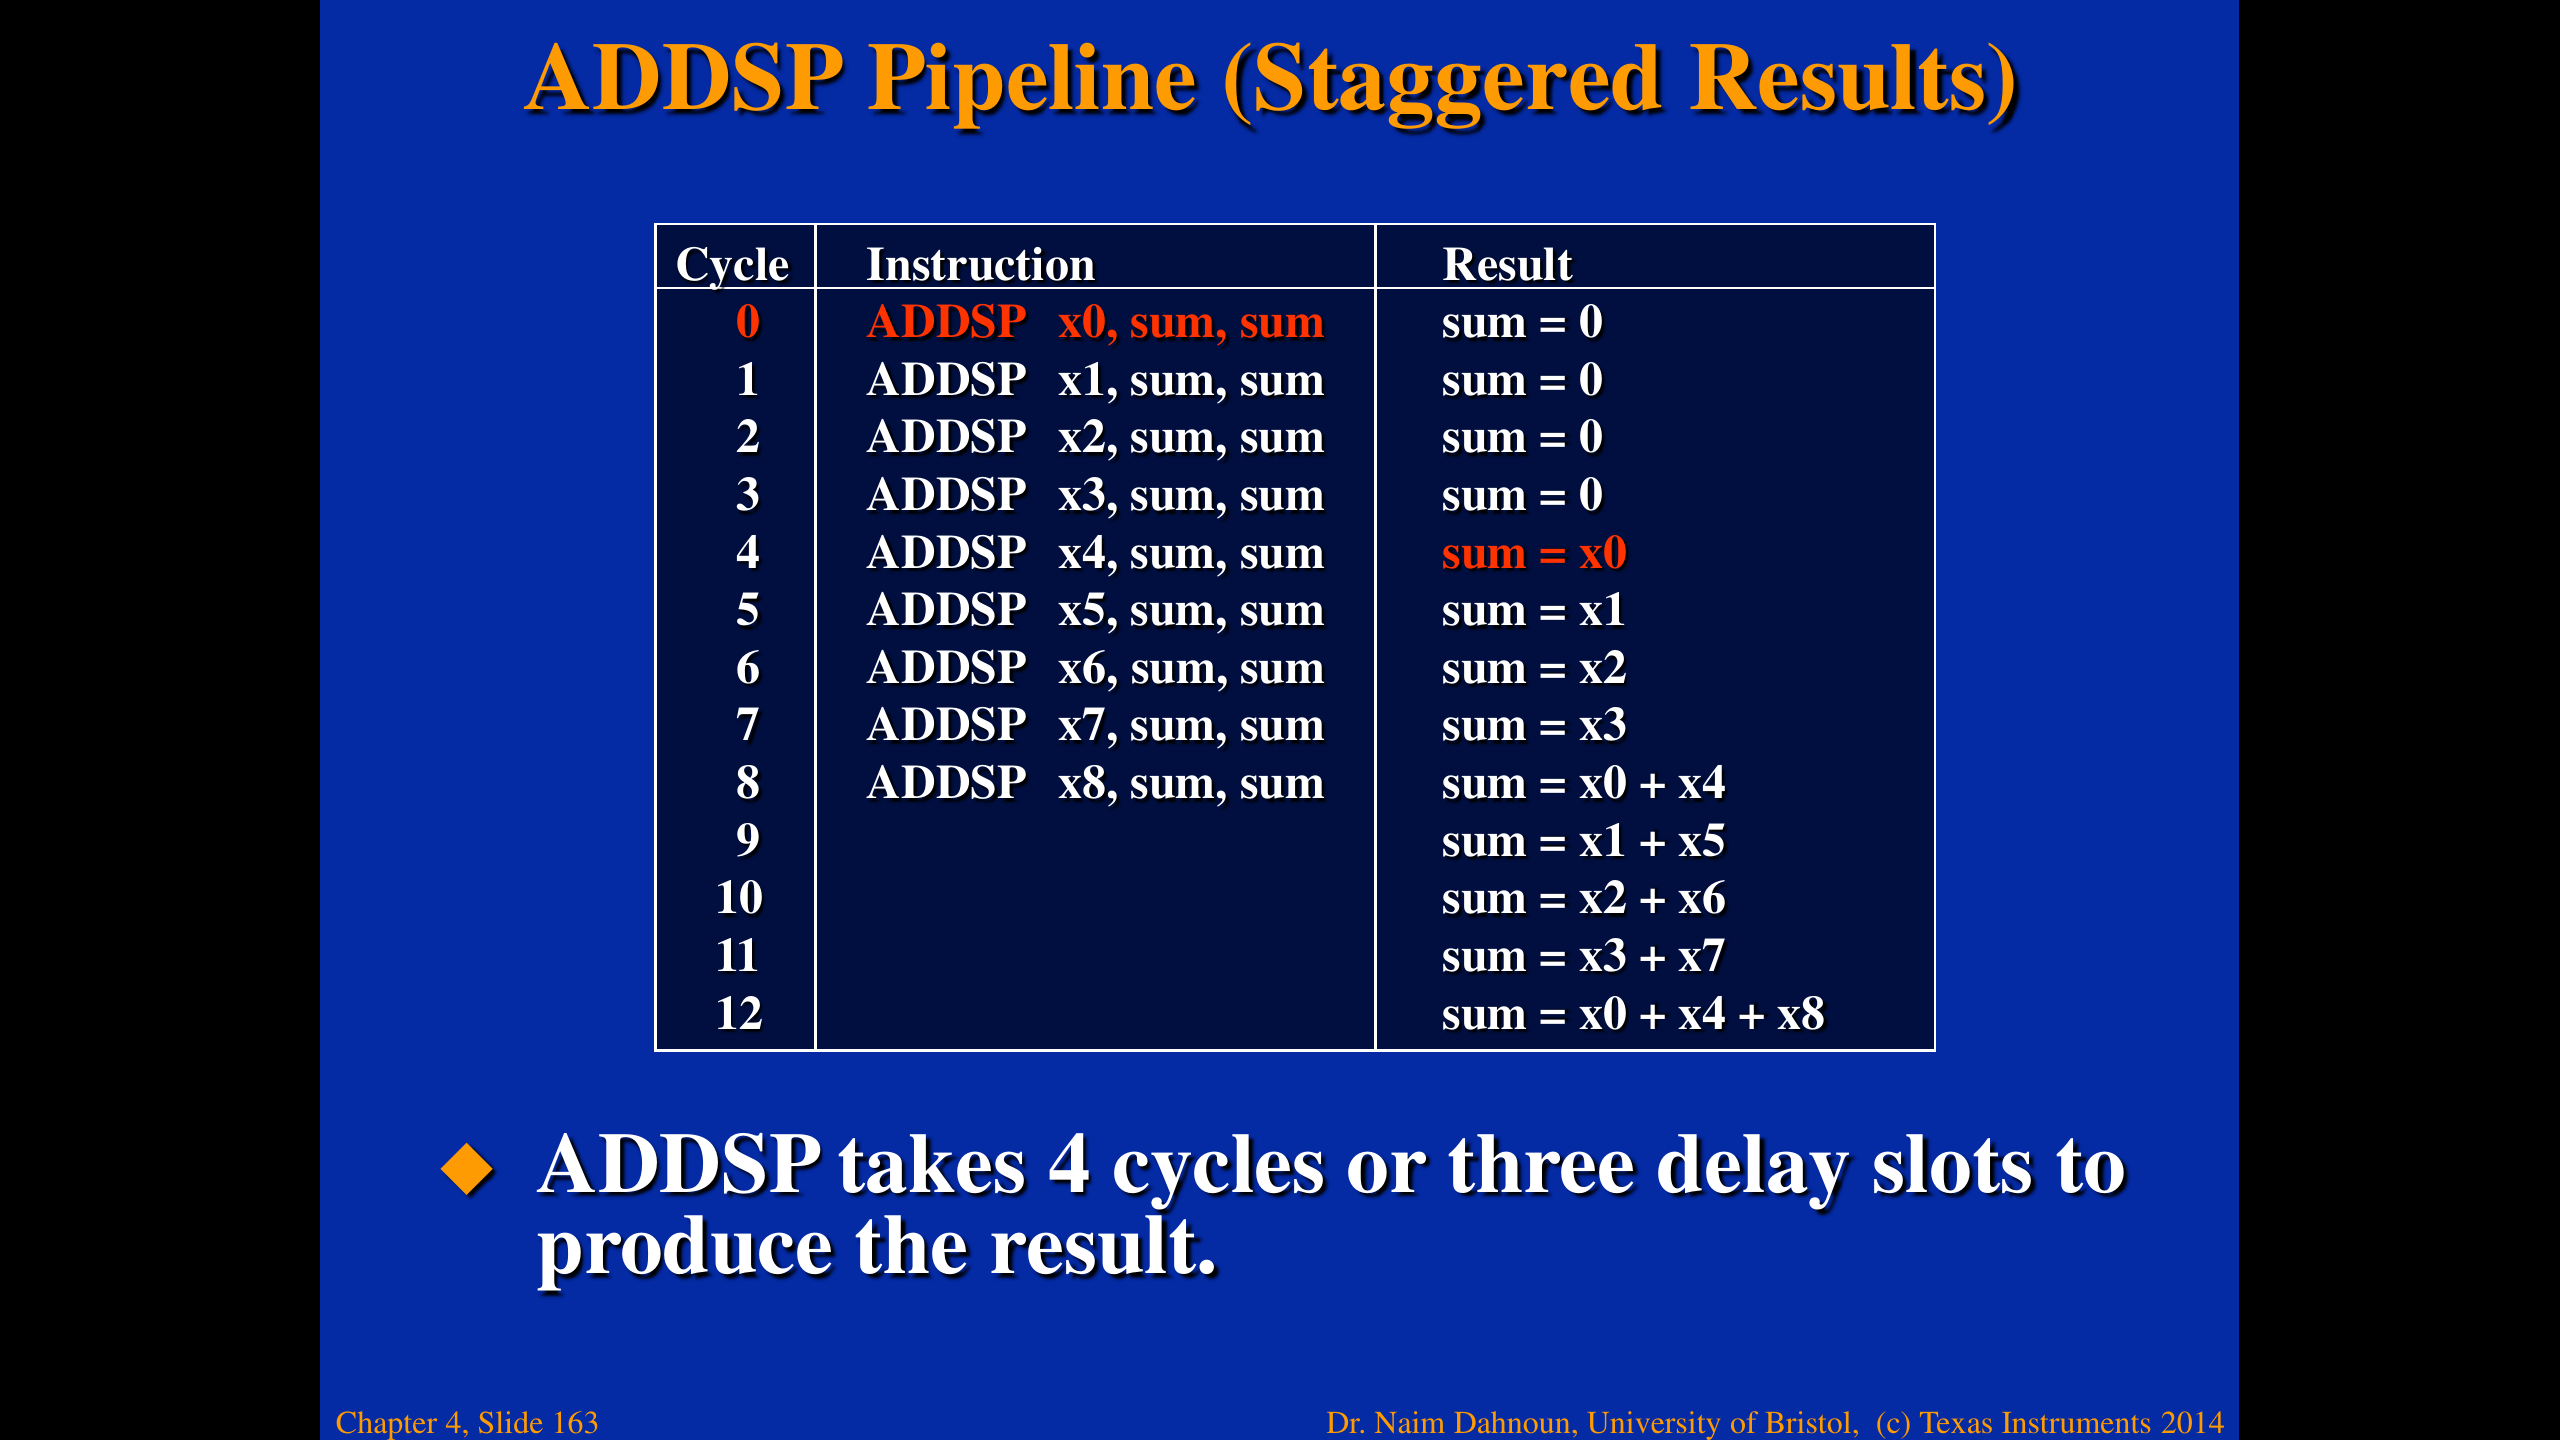 ADDSP Pipeline (Staggered Results)
Cycle Instruction Result
0 ADDSP x0, sum, sum sum = 0
1 ADDSP x1, sum, sum sum = 0
2 ADDSP x2, sum, sum sum = 0
3 ADDSP x3, sum, sum sum = 0
4 ADDSP x4, sum, sum sum = x0
5 ADDSP x5, sum, sum sum = x1
6 ADDSP x6, sum, sum sum = x2
7 ADDSP x7, sum, sum sum = x3
8 ADDSP x8, sum, sum sum = x0 + x4
9 sum = x1 + x5
10 sum = x2 + x6
11 sum = x3 + x7
12 sum = x0 + x4 + x8
◆ ADDSP takes 4 cycles or three delay slots to
produce the result.
Chapter 4, Slide 163
Dr. Naim Dahnoun, University of Bristol, (c) Texas Instruments 2014